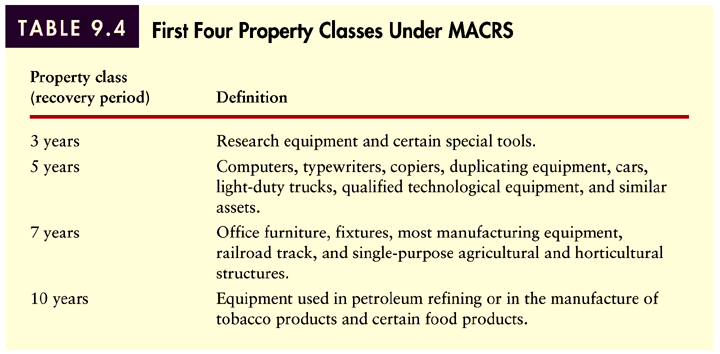 TABLE 9.4 First Four Property Classes Under MACRS
Property class
(recovery period) Definition
3 years Research equipment and certain special tools.
5 years Computers, typewriters, copiers, duplicating equipment, cars,
light-duty trucks, qualified technological equipment, and similar
assets.
7 years Office furniture, fixtures, most manufacturing equipment,
railroad track, and single-purpose agricultural and horticultural
structures.
10 years Equipment used in petroleum refining or in the manufacture of
tobacco products and certain food products.